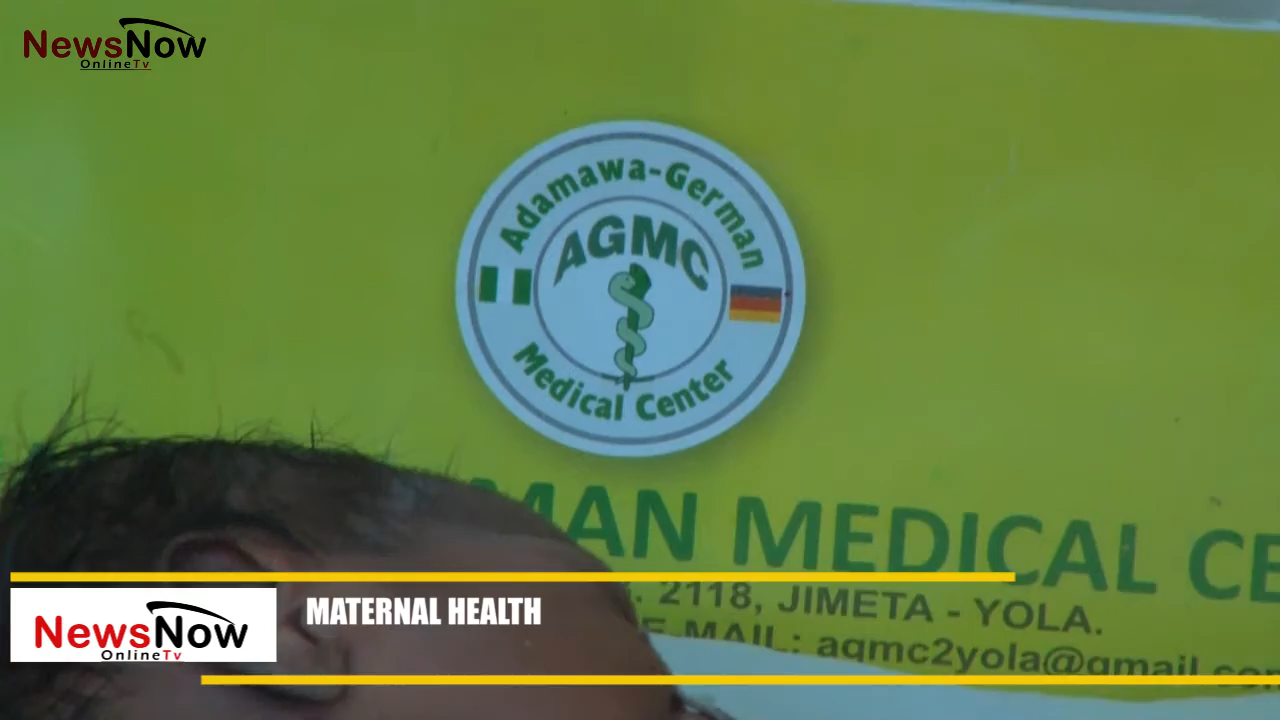 NewsNow
OnlineTv
Adamawa-German
AGMC
Medical Center
MAN MEDICAL CE
2118, JIMETA - YOLA.
E-MAIL: agmc2yola@gmail.com
NewsNow
OnlineTv
MATERNAL HEALTH